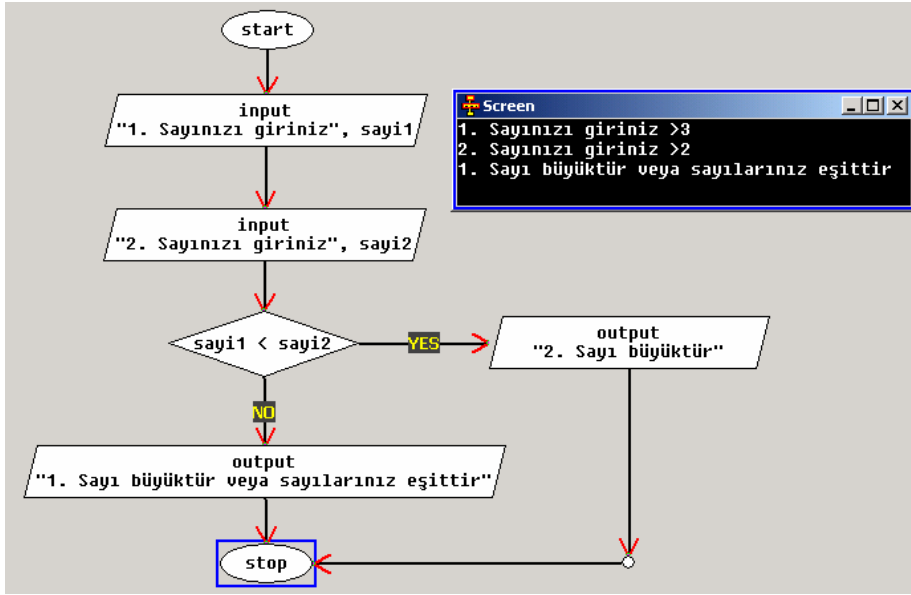 start
input
"1. Sayınızı giriniz", sayi1
Screen
1. Sayınızı giriniz >3
2. Sayınızı giriniz >2
1. Sayı büyüktür veya sayılarınız eşittir
input
"2. Sayınızı giriniz", sayi2
sayi1 < sayi2
YES
output
"2. Sayı büyüktür"
NO
output
"1. Sayı büyüktür veya sayılarınız eşittir"
stop